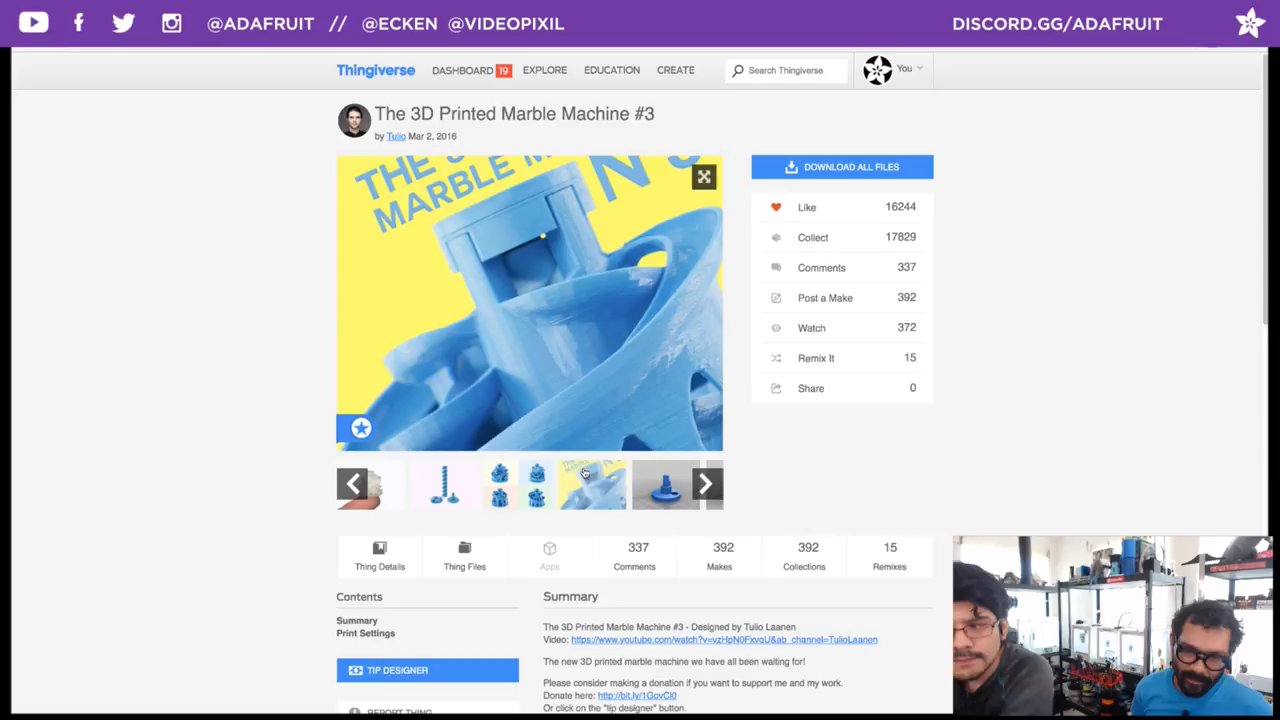 @ADAFRUIT // @ECKEN @VIDEOPIXIL
DISCORD.GG/ADAFRUIT
Thingiverse
DASHBOARD 19
EXPLORE
EDUCATION
CREATE
Search Thingiverse
You
The 3D Printed Marble Machine #3
by Tulio Mar 2, 2016
MARBLE M
DOWNLOAD ALL FILES
Like 16244
Collect 17829
Comments 337
Post a Make 392
Watch 372
Remix It 15
Share 0
Thing Details
Thing Files
Apps
337 Comments
392 Makes
392 Collections
15 Remixes
Contents
Summary
Print Settings
TIP DESIGNER
REPORT THING
Summary
The 3D Printed Marble Machine #3 - Designed by Tulio Laanen
Video: https://www.youtube.com/watch?v=vzHpN0FxvqU&ab_channel=TulioLaanen
The new 3D printed marble machine we have all been waiting for!
Please consider making a donation if you want to support me and my work.
Donate here: http://bit.ly/1GovCl0
Or click on the "tip designer" button.